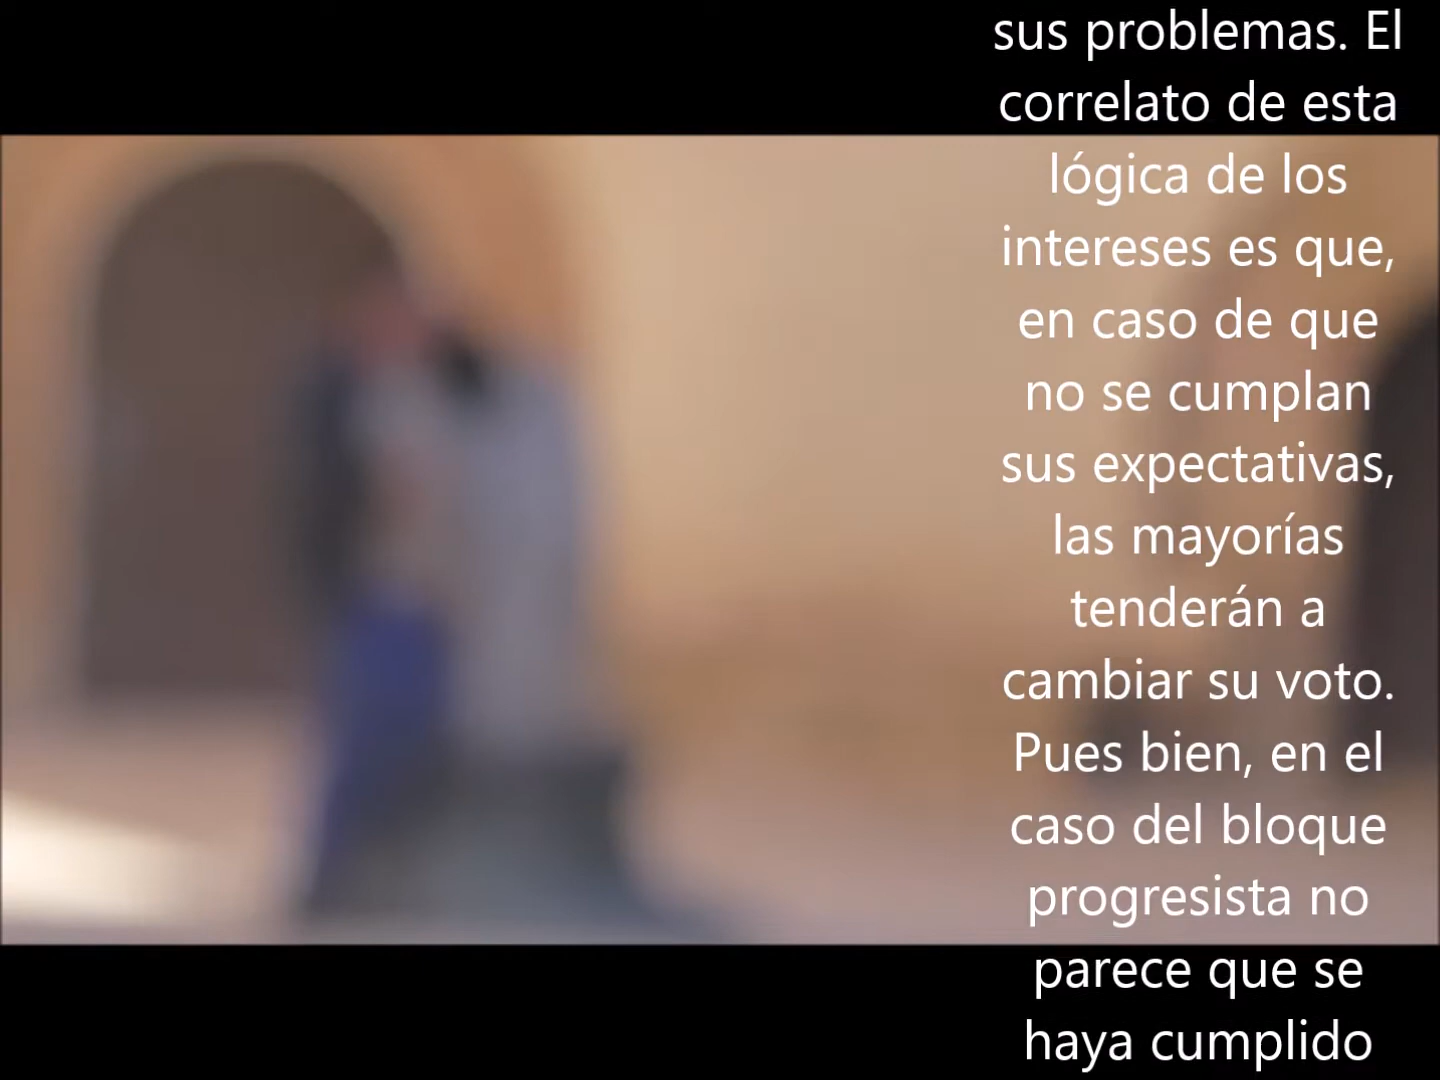 sus problemas. El
correlato de esta
lógica de los
intereses es que,
en caso de que
no se cumplan
sus expectativas,
las mayorías
tenderán a
cambiar su voto.
Pues bien, en el
caso del bloque
progresista no
parece que se
haya cumplido